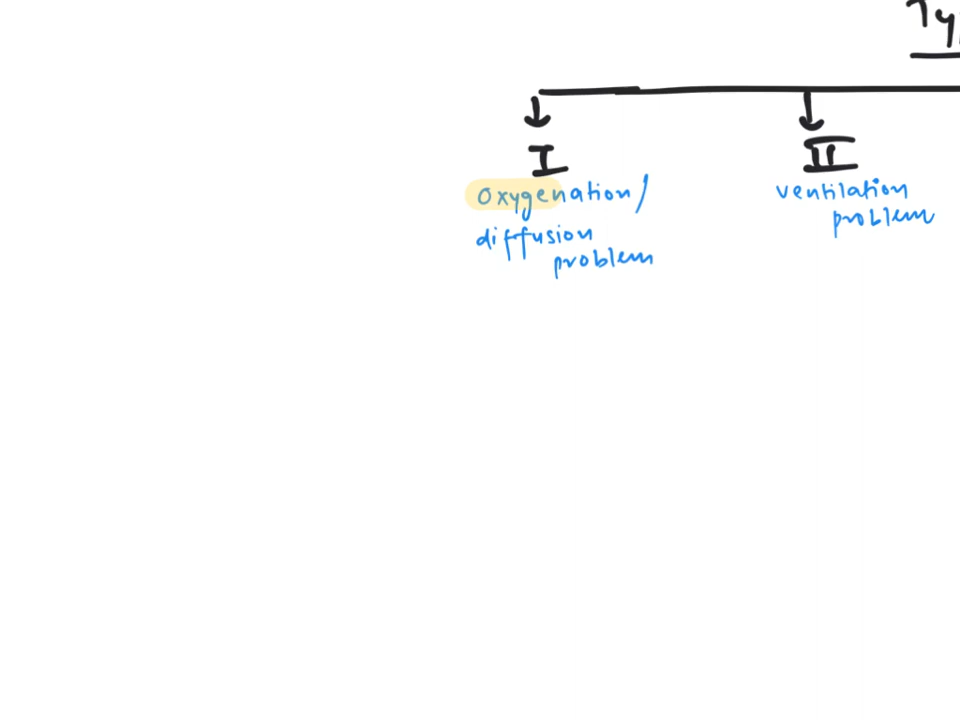 I
II
oxygenation/
diffusion
problem
ventilation
problem